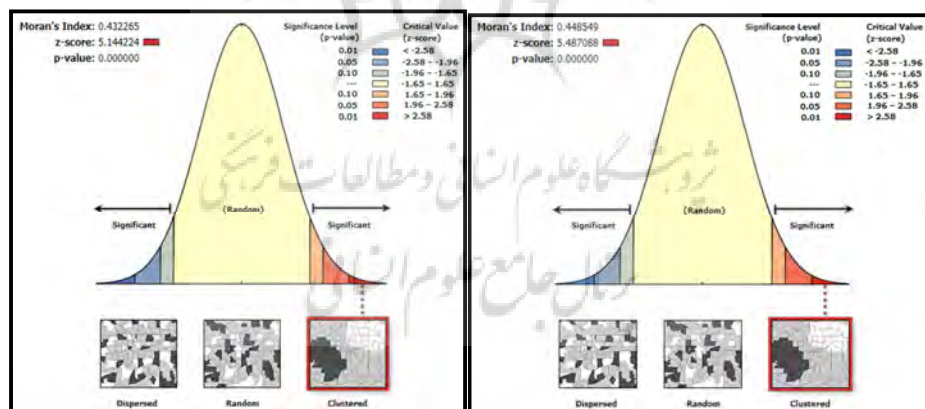 Moran's Index: 0.432265
z-score: 5.144224
p-value: 0.000000
Significance Level
(p-value)
Critical Value
(z-score)
0.01 < -2.58
0.05 -2.58 – -1.96
0.10 -1.96 – -1.65
--- -1.65 – 1.65
0.10 1.65 – 1.96
0.05 1.96 – 2.58
0.01 > 2.58
Significant
(Random)
Significant
Dispersed
Random
Clustered
Moran's Index: 0.448549
z-score: 5.487088
p-value: 0.000000
Significance Level
(p-value)
Critical Value
(z-score)
0.01 < -2.58
0.05 -2.58 – -1.96
0.10 -1.96 – -1.65
--- -1.65 – 1.65
0.10 1.65 – 1.96
0.05 1.96 – 2.58
0.01 > 2.58
Significant
(Random)
Significant
Dispersed
Random
Clustered
پژوهشگاه علوم انسانی و مطالعات فرهنگی
پرتال جامع علوم انسانی